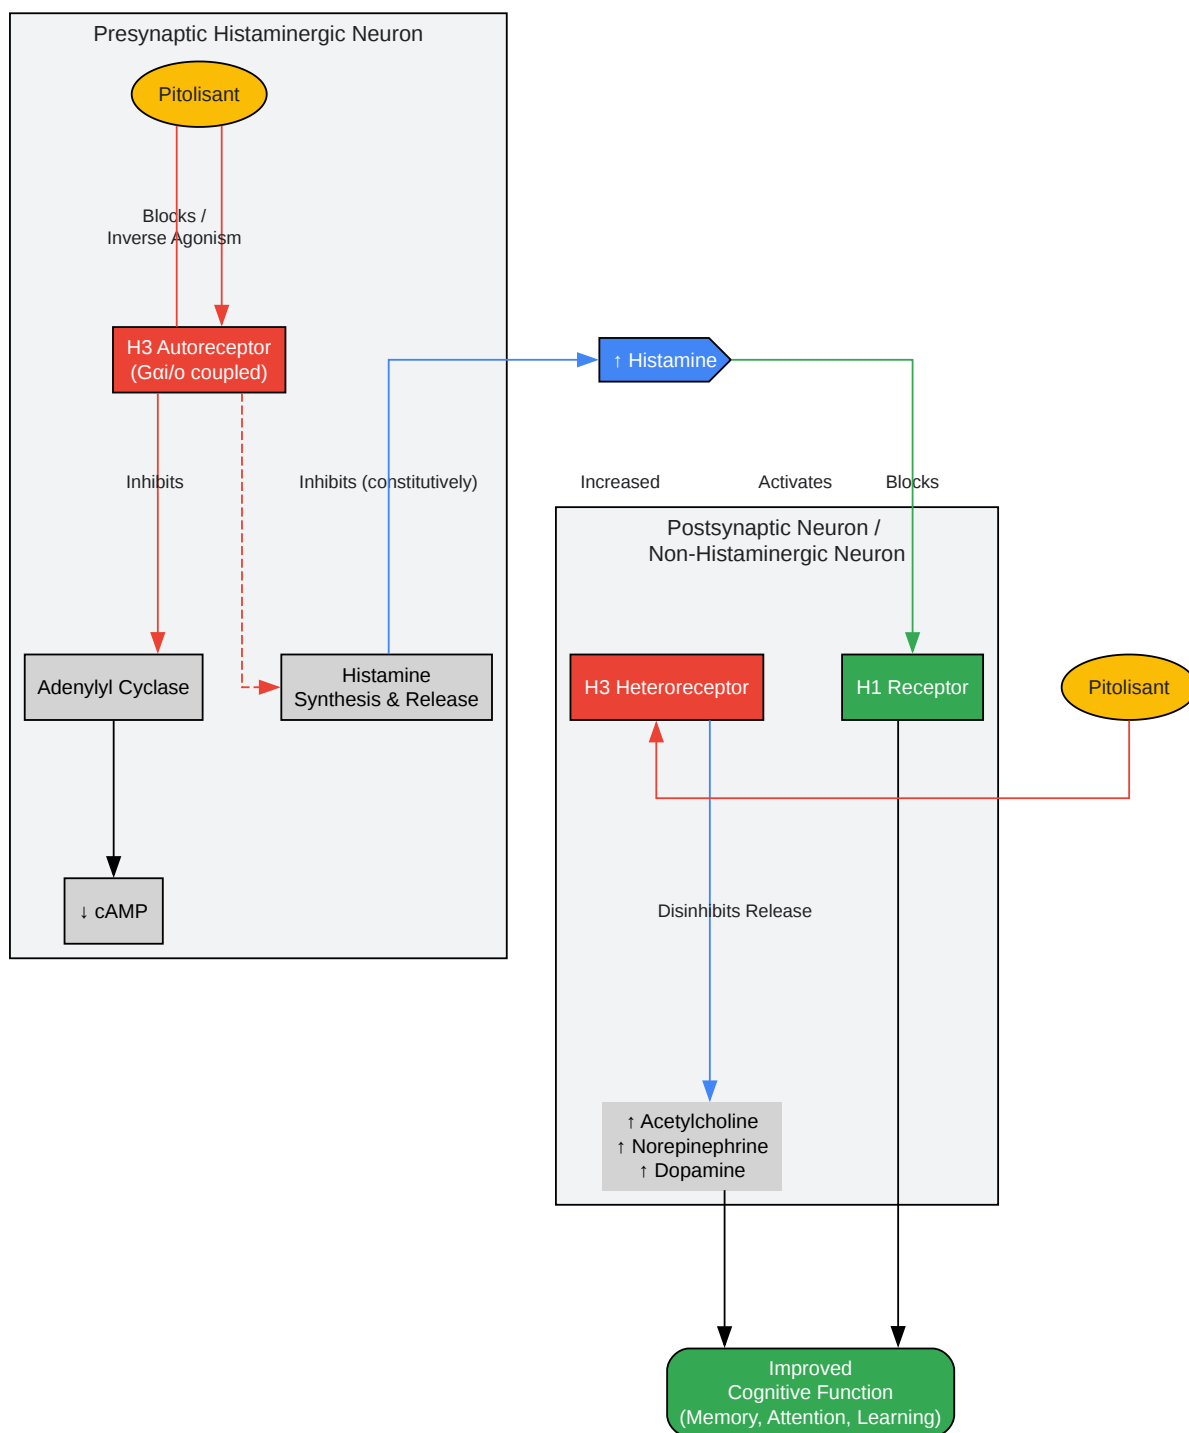 Presynaptic Histaminergic Neuron
Pitolisant
Blocks /
Inverse Agonism
H3 Autoreceptor
(Gαi/o coupled)
↑ Histamine
Inhibits
Inhibits (constitutively)
Increased
Activates
Blocks
Postsynaptic Neuron /
Non-Histaminergic Neuron
Adenylyl Cyclase
Histamine
Synthesis & Release
H3 Heteroreceptor
H1 Receptor
Pitolisant
↓ cAMP
Disinhibits Release
↑ Acetylcholine
↑ Norepinephrine
↑ Dopamine
Improved
Cognitive Function
(Memory, Attention, Learning)